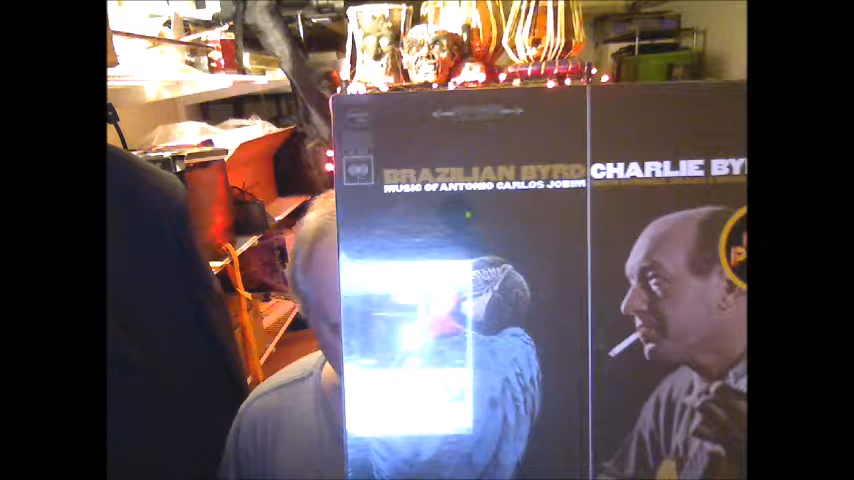 BRAZILIAN BYRD
MUSIC OF ANTONIO CARLOS JOBIM
CHARLIE BY